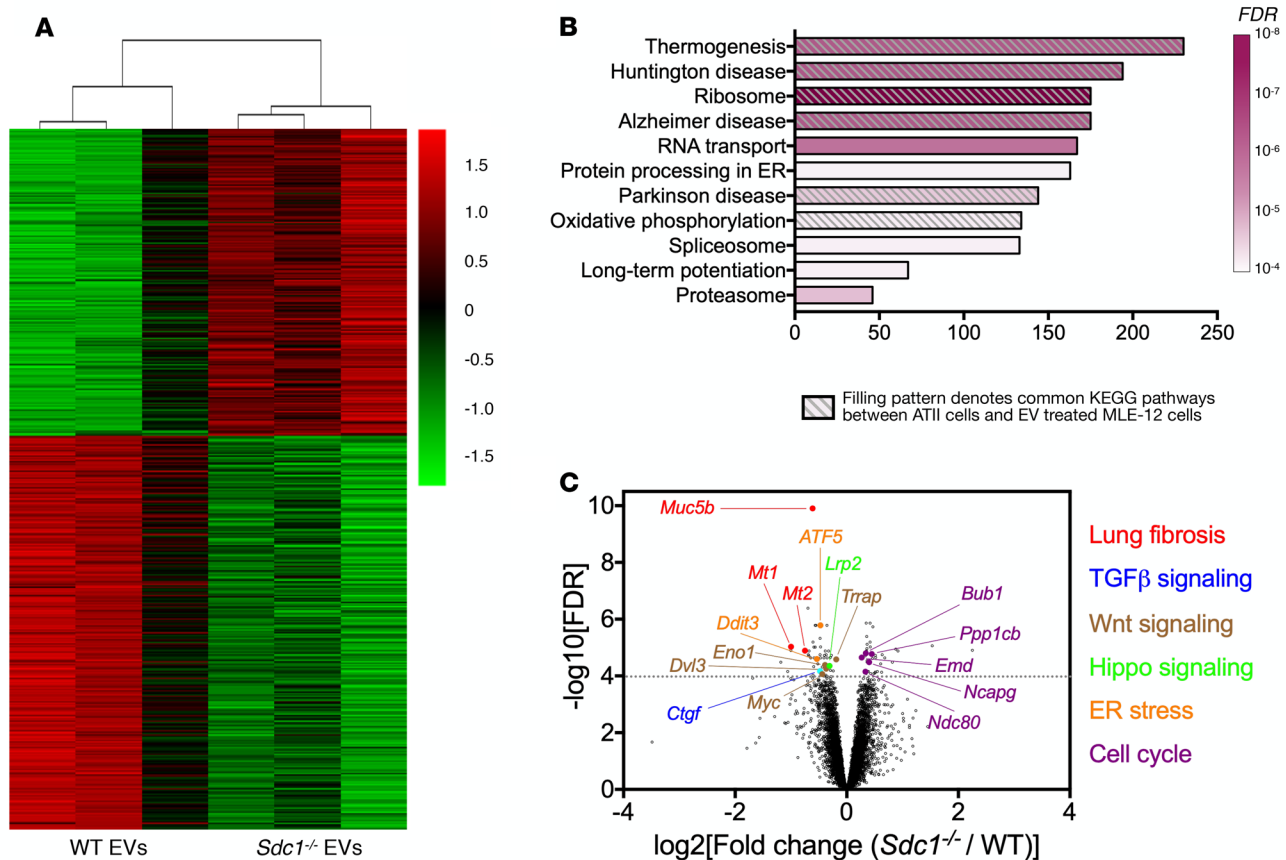 A
1.5
1.0
0.5
0
-0.5
-1.0
-1.5
WT EVs
Sdc1-/- EVs
B
Thermogenesis
Huntington disease
Ribosome
Alzheimer disease
RNA transport
Protein processing in ER
Parkinson disease
Oxidative phosphorylation
Spliceosome
Long-term potentiation
Proteasome
0 50 100 150 200 250
FDR
10-8
10-7
10-6
10-5
10-4
Filling pattern denotes common KEGG pathways
between ATII cells and EV treated MLE-12 cells
C
-log10[FDR]
10
8
6
4
2
0
Muc5b
ATF5
Lrp2
Mt1
Mt2
Trrap
Ddit3
Eno1
Dvl3
Myc
Ctgf
Bub1
Ppp1cb
Emd
Ncapg
Ndc80
-4 -2 0 2 4
log2[Fold change (Sdc1-/- / WT)]
Lung fibrosis
TGFβ signaling
Wnt signaling
Hippo signaling
ER stress
Cell cycle